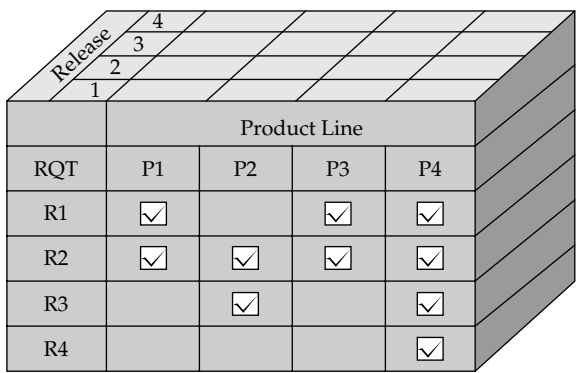 4
3
2
1
Release
Product Line
RQT P1 P2 P3 P4
R1
R2
R3
R4